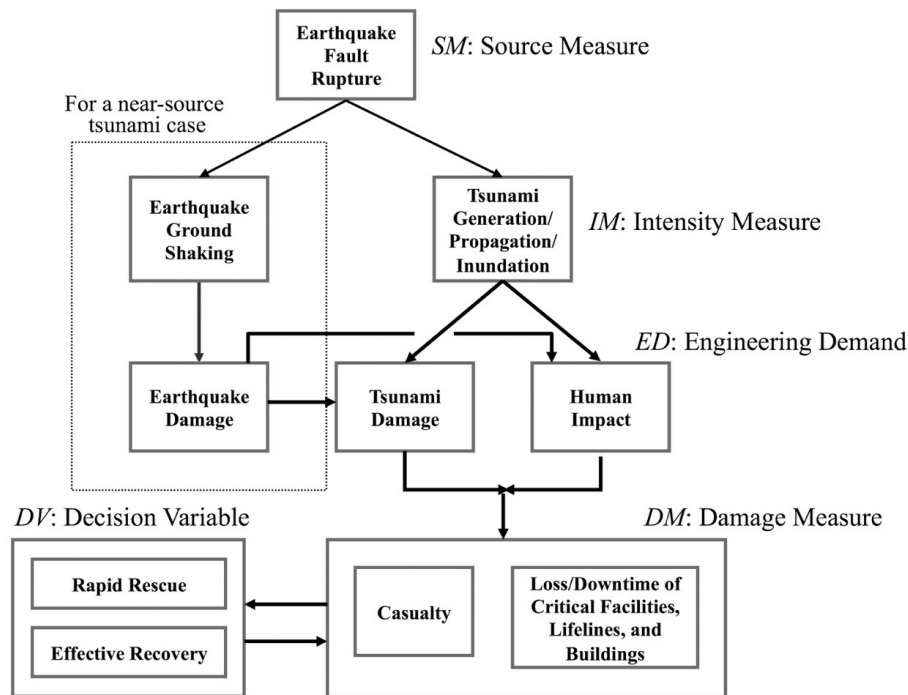 Earthquake
Fault
Rupture
SM: Source Measure
For a near-source
tsunami case
Earthquake
Ground
Shaking
Tsunami
Generation/
Propagation/
Inundation
IM: Intensity Measure
ED: Engineering Demand
Earthquake
Damage
Tsunami
Damage
Human
Impact
DV: Decision Variable
DM: Damage Measure
Rapid Rescue
Effective Recovery
Casualty
Loss/Downtime of
Critical Facilities,
Lifelines, and
Buildings